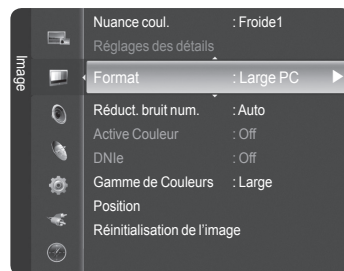 Image
Nuance coul. : Froide1
Réglages des détails
Format : Large PC
Réduct. bruit num. : Auto
Active Couleur : Off
DNIe : Off
Gamme de Couleurs : Large
Position
Réinitialisation de l'image